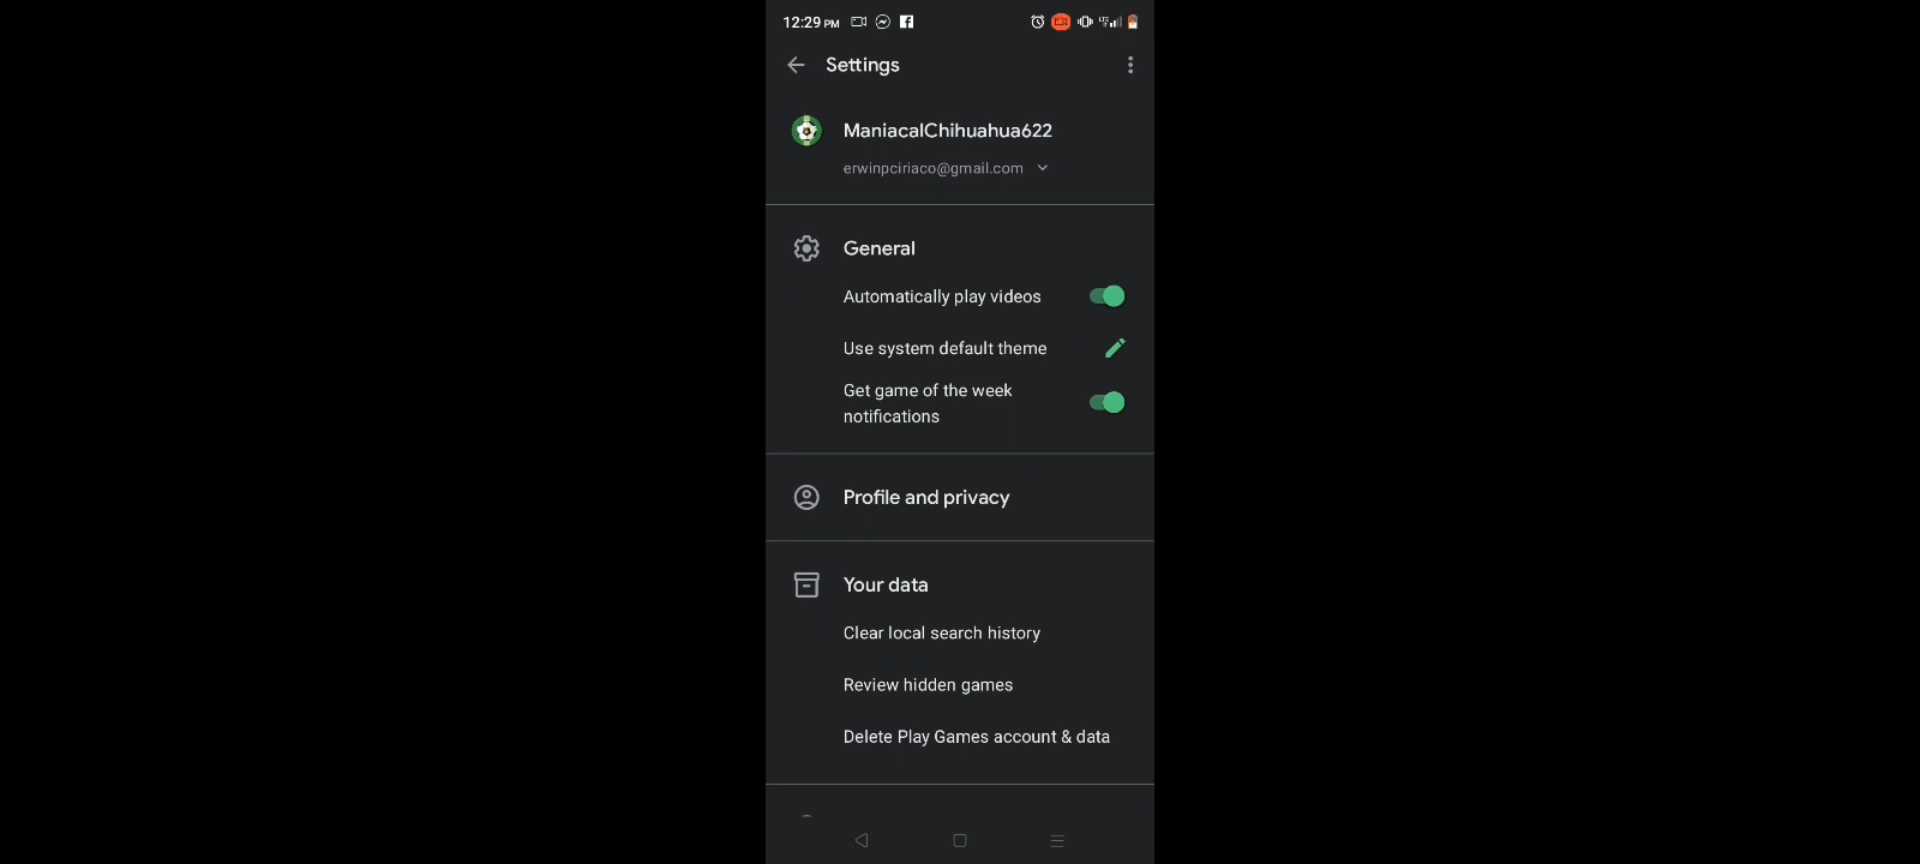 12:29 PM
Settings
ManiacalChihuahua622
erwinpciriaco@gmail.com
General
Automatically play videos
Use system default theme
Get game of the week
notifications
Profile and privacy
Your data
Clear local search history
Review hidden games
Delete Play Games account & data